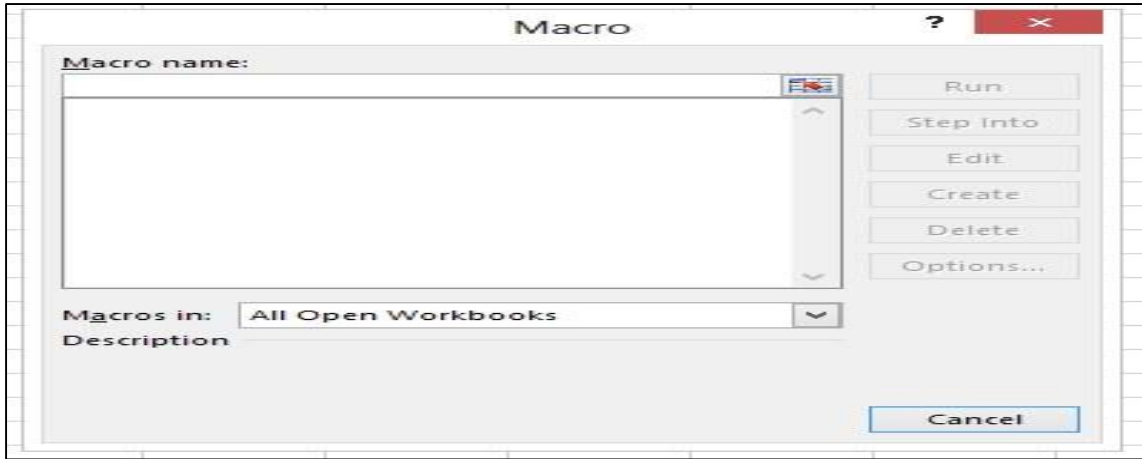 Macro
?
Macro name:
Run
Step Into
Edit
Create
Delete
Options...
Macros in: All Open Workbooks
Description
Cancel